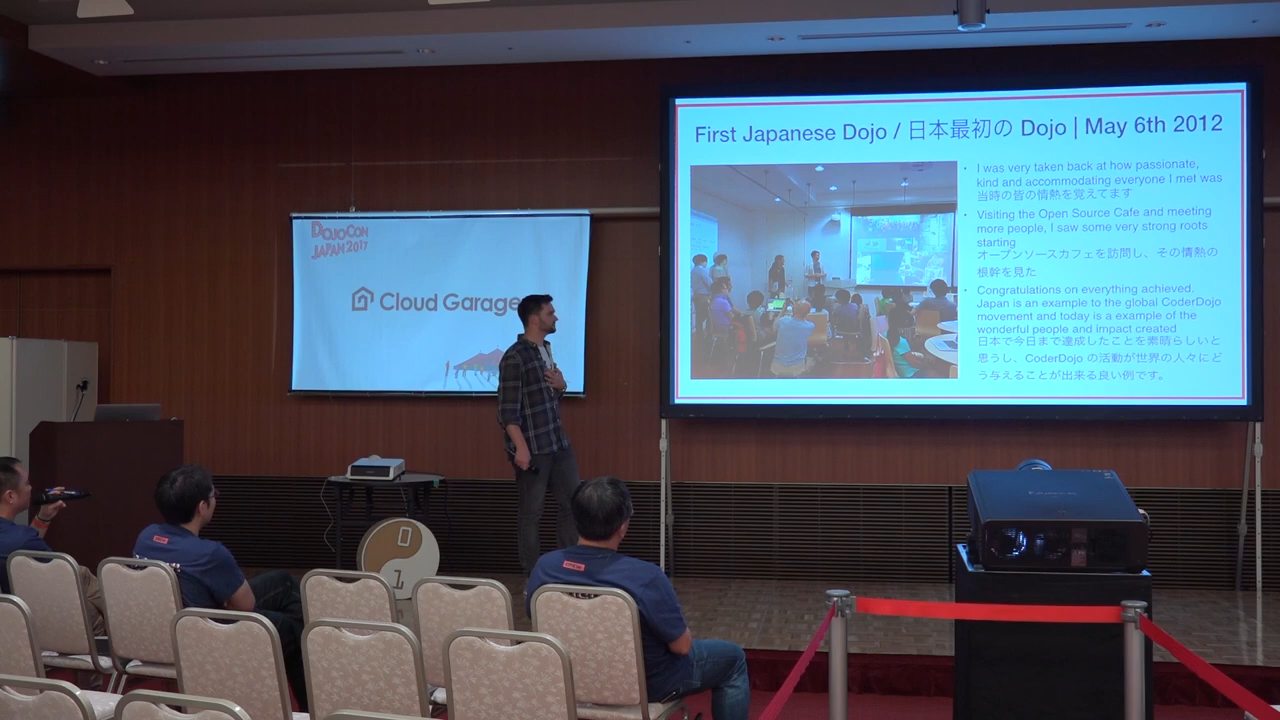 First Japanese Dojo / 日本最初の Dojo | May 6th 2012
• I was very taken back at how passionate,
kind and accommodating everyone I met was
当時の皆の情熱を覚えてます
• Visiting the Open Source Cafe and meeting
more people, I saw some very strong roots
starting
オープンソースカフェを訪問し、その情熱の
根幹を見た
• Congratulations on everything achieved.
Japan is an example to the global CoderDojo
movement and today is a example of the
wonderful people and impact created
日本で今日まで達成したことを素晴らしいと
思うし、CoderDojo の活動が世界の人々にど
う与えることが出来る良い例です。
DOJOCON
JAPAN 2017
Cloud Garage
0
1